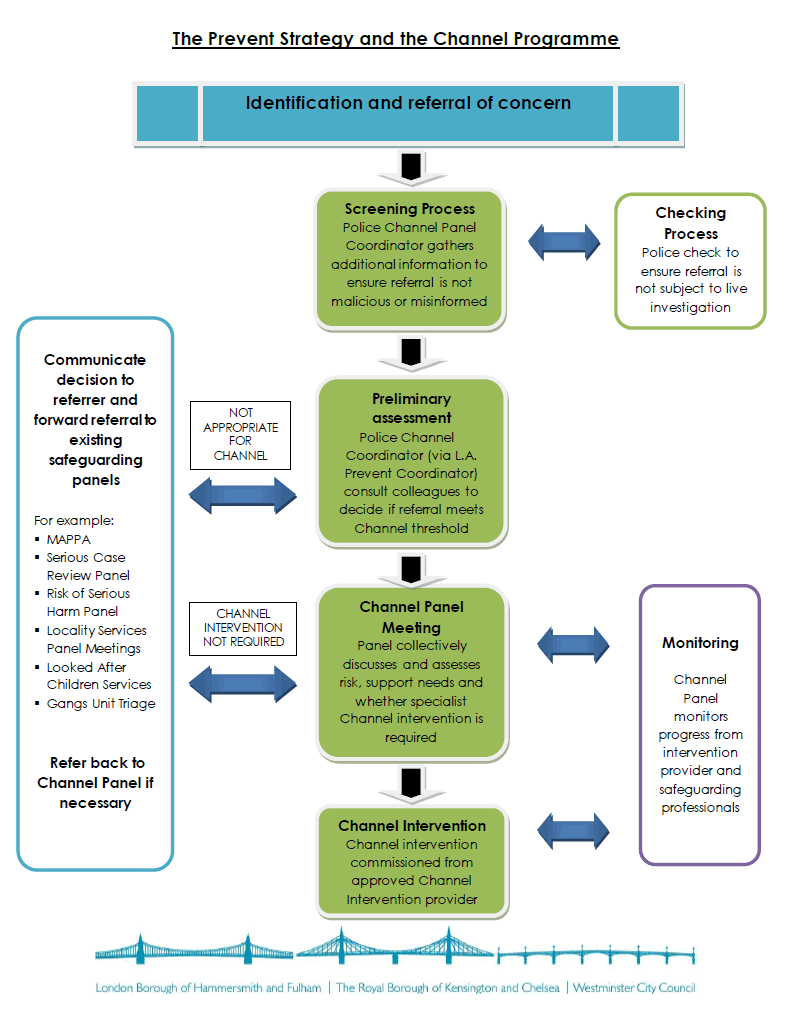 The Prevent Strategy and the Channel Programme
Identification and referral of concern
Screening Process
Police Channel Panel
Coordinator gathers
additional information to
ensure referral is not
malicious or misinformed
Checking
Process
Police check to
ensure referral is
not subject to live
investigation
Communicate
decision to
referrer and
forward referral to
existing
safeguarding
panels
For example:
▪ MAPPA
▪ Serious Case
Review Panel
▪ Risk of Serious
Harm Panel
▪ Locality Services
Panel Meetings
▪ Looked After
Children Services
▪ Gangs Unit Triage
Refer back to
Channel Panel if
necessary
NOT
APPROPRIATE
FOR
CHANNEL
Preliminary
assessment
Police Channel
Coordinator (via L.A.
Prevent Coordinator)
consult colleagues to
decide if referral meets
Channel threshold
CHANNEL
INTERVENTION
NOT REQUIRED
Channel Panel
Meeting
Panel collectively
discusses and assesses
risk, support needs and
whether specialist
Channel intervention is
required
Monitoring
Channel
Panel
monitors
progress from
intervention
provider and
safeguarding
professionals
Channel Intervention
Channel intervention
commissioned from
approved Channel
Intervention provider
London Borough of Hammersmith and Fulham | The Royal Borough of Kensington and Chelsea | Westminster City Council